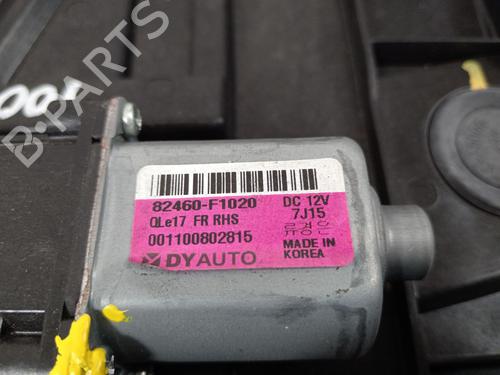 B-PARTS
82460-F1020 DC 12V
QLe17 FR RHS 7J15
001100802815
MADE IN
KOREA
DYAUTO